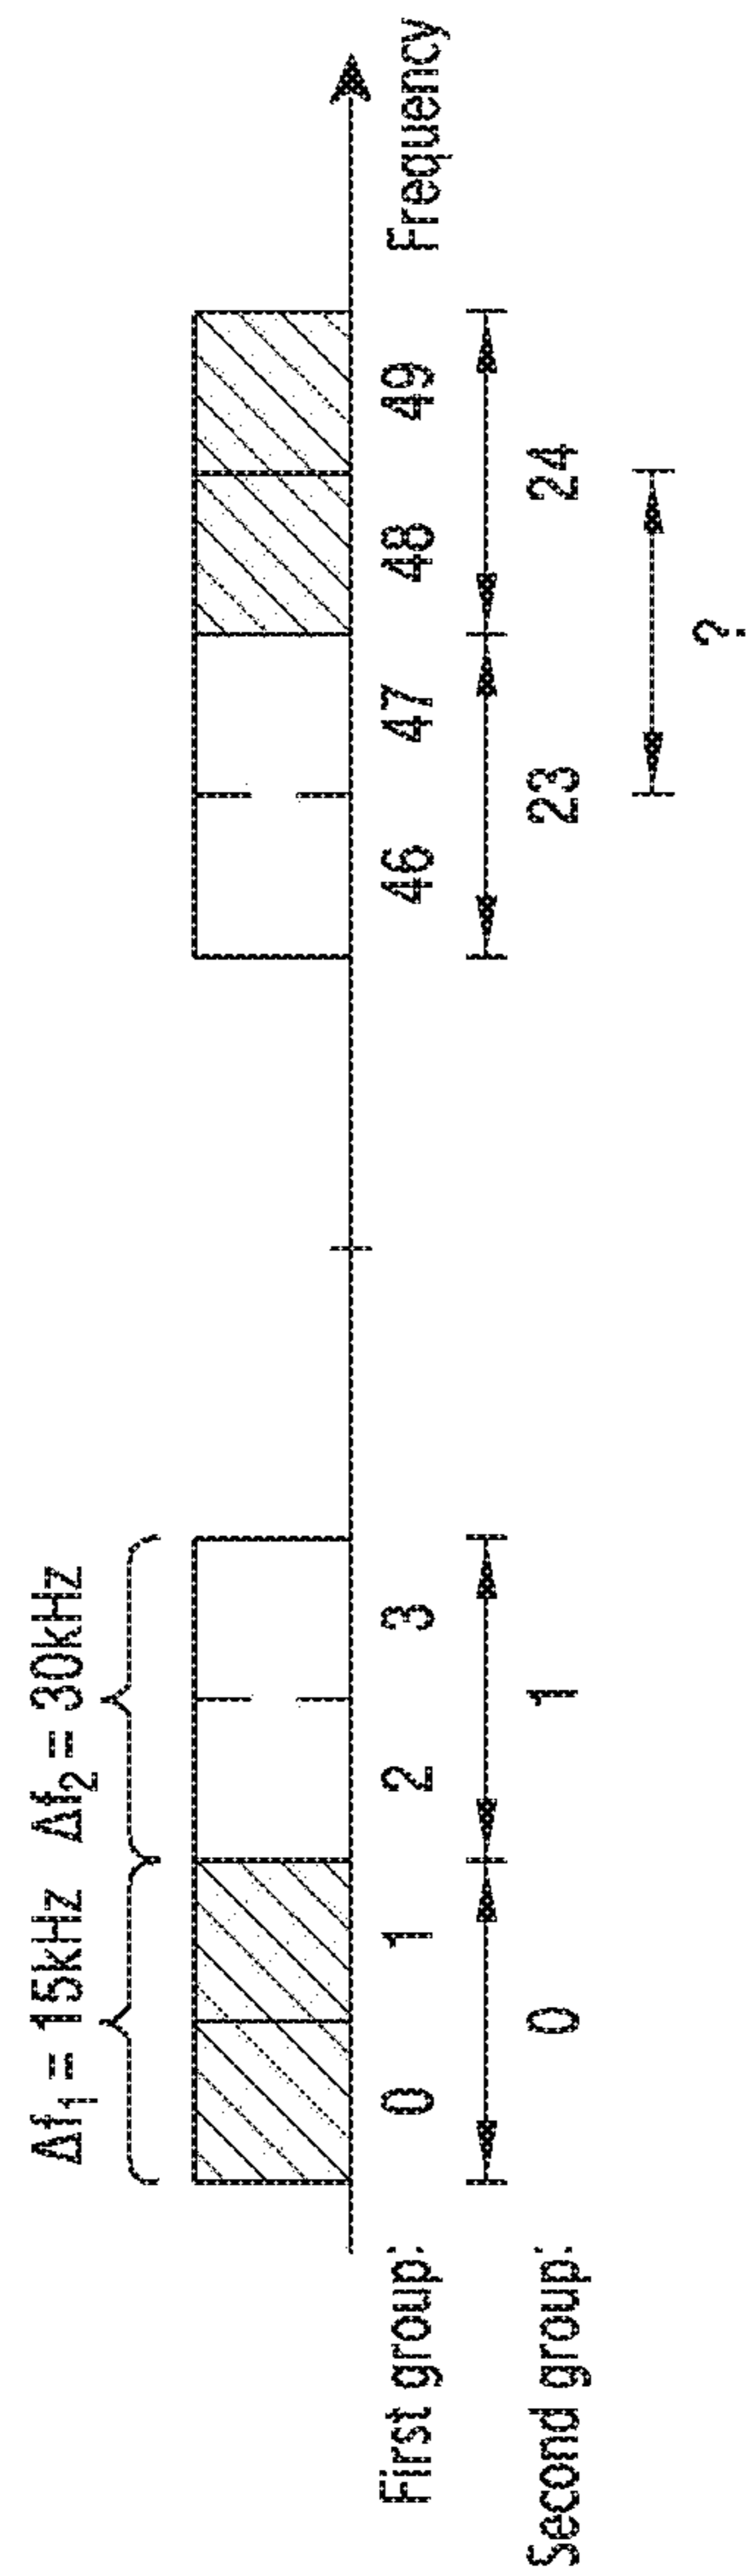 Δf₁ = 15kHz Δf₂ = 30kHz
Frequency
First group: 0 1 2 3 46 47 48 49
Second group: 0 1 23 24
?